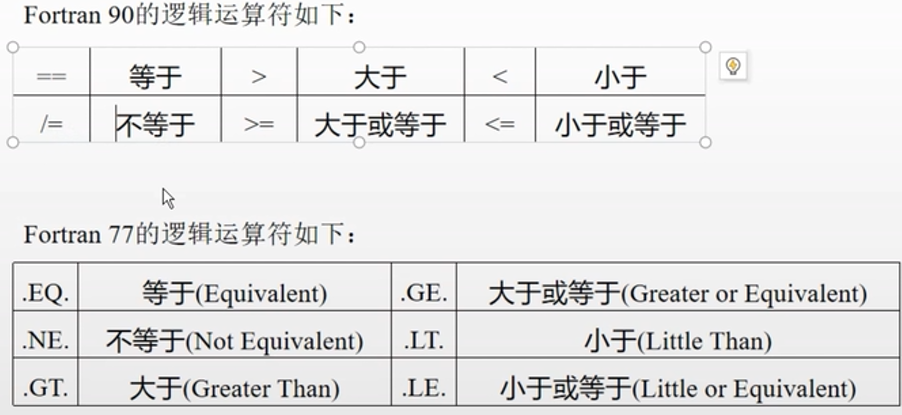 Fortran 90的逻辑运算符如下：
== 等于 > 大于 < 小于
/= 不等于 >= 大于或等于 <= 小于或等于
Fortran 77的逻辑运算符如下：
.EQ. 等于(Equivalent) .GE. 大于或等于(Greater or Equivalent)
.NE. 不等于(Not Equivalent) .LT. 小于(Little Than)
.GT. 大于(Greater Than) .LE. 小于或等于(Little or Equivalent)